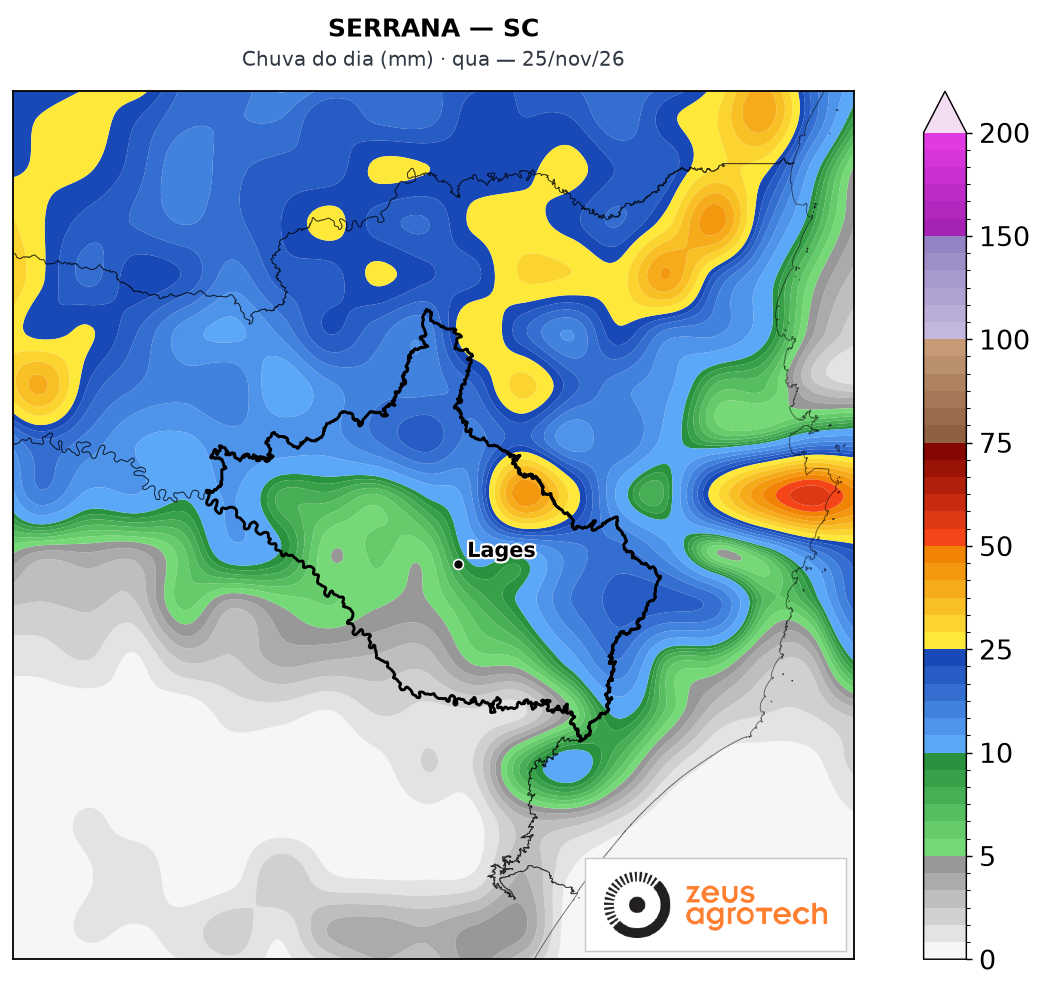 SERRANA — SC
Chuva do dia (mm) · qua — 25/nov/26
200
150
100
75
50
25
10
5
0
Lages
zeus
agrotech